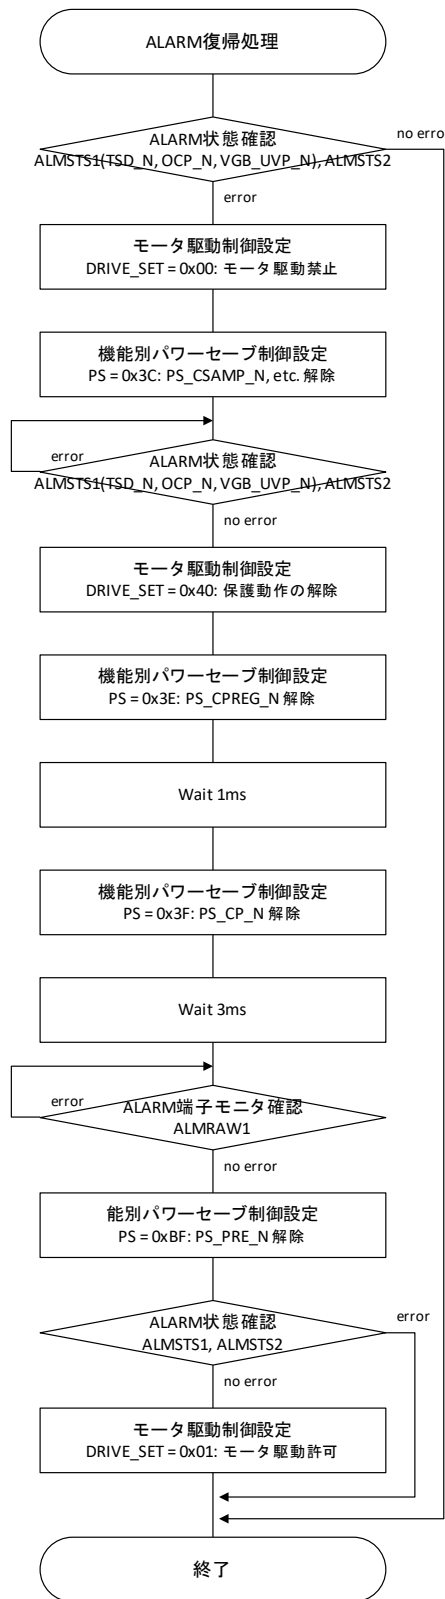 ALARM復帰処理
ALARM状態確認
ALMSTS1(TSD_N, OCP_N, VGB_UVP_N), ALMSTS2
no erro
error
モータ駆動制御設定
DRIVE_SET = 0x00: モータ駆動禁止
機能別パワーセーブ制御設定
PS = 0x3C: PS_CSAMP_N, etc. 解除
error
ALARM状態確認
ALMSTS1(TSD_N, OCP_N, VGB_UVP_N), ALMSTS2
no error
モータ駆動制御設定
DRIVE_SET = 0x40: 保護動作の解除
機能別パワーセーブ制御設定
PS = 0x3E: PS_CPREG_N 解除
Wait 1ms
機能別パワーセーブ制御設定
PS = 0x3F: PS_CP_N 解除
Wait 3ms
error
ALARM端子モニタ確認
ALMRAW1
no error
能別パワーセーブ制御設定
PS = 0xBF: PS_PRE_N 解除
ALARM状態確認
ALMSTS1, ALMSTS2
error
no error
モータ駆動制御設定
DRIVE_SET = 0x01: モータ駆動許可
終了